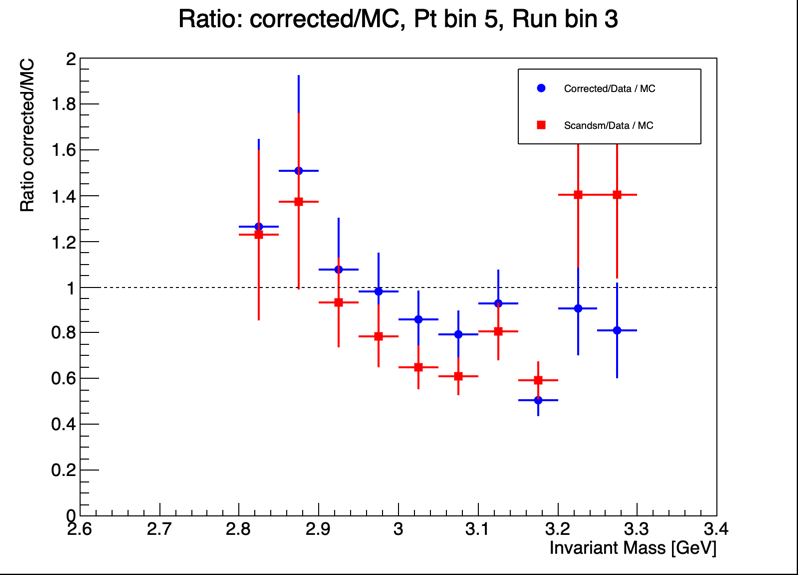 Ratio: corrected/MC, Pt bin 5, Run bin 3
Ratio corrected/MC
2
1.8
1.6
1.4
1.2
1
0.8
0.6
0.4
0.2
0
Corrected/Data / MC
Scandsm/Data / MC
2.6 2.7 2.8 2.9 3 3.1 3.2 3.3 3.4
Invariant Mass [GeV]